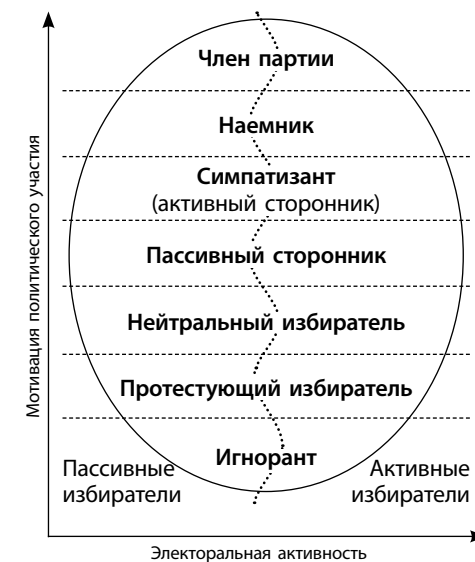 Мотивация политического участия
Член партии
Наемник
Симпатизант
(активный сторонник)
Пассивный сторонник
Нейтральный избиратель
Протестующий избиратель
Игнорант
Пассивные
избиратели
Активные
избиратели
Электоральная активность